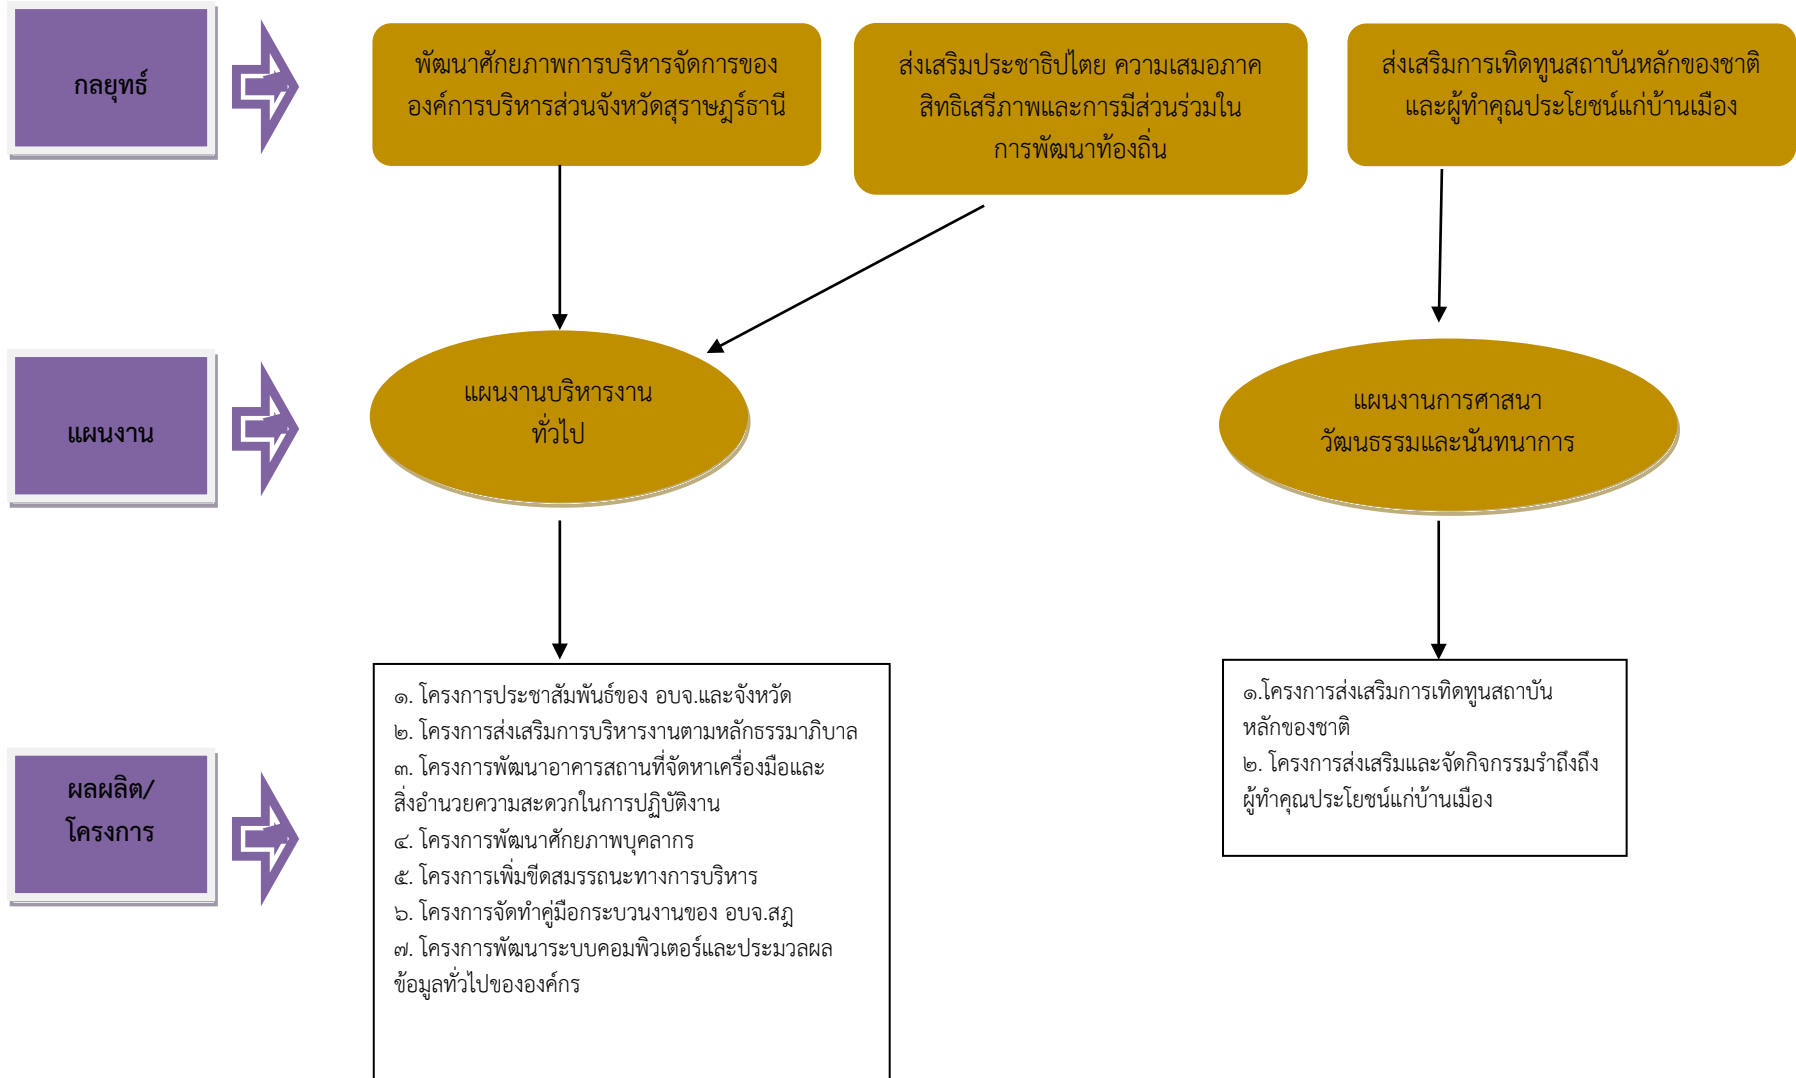 กลยุทธ์
พัฒนาศักยภาพการบริหารจัดการของ
องค์การบริหารส่วนจังหวัดสุราษฎร์ธานี
ส่งเสริมประชาธิปไตย ความเสมอภาค
สิทธิเสรีภาพและการมีส่วนร่วมใน
การพัฒนาท้องถิ่น
ส่งเสริมการเทิดทูนสถาบันหลักของชาติ
และผู้ทำคุณประโยชน์แก่บ้านเมือง
แผนงาน
แผนงานบริหารงาน
ทั่วไป
แผนงานการศาสนา
วัฒนธรรมและนันทนาการ
ผลผลิต/
โครงการ
๑. โครงการประชาสัมพันธ์ของ อบจ.และจังหวัด
๒. โครงการส่งเสริมการบริหารงานตามหลักธรรมาภิบาล
๓. โครงการพัฒนาอาคารสถานที่จัดหาเครื่องมือและ
สิ่งอำนวยความสะดวกในการปฏิบัติงาน
๔. โครงการพัฒนาศักยภาพบุคลากร
๕. โครงการเพิ่มขีดสมรรถนะทางการบริหาร
๖. โครงการจัดทำคู่มือกระบวนงานของ อบจ.สฎ
๗. โครงการพัฒนาระบบคอมพิวเตอร์และประมวลผล
ข้อมูลทั่วไปขององค์กร
๑.โครงการส่งเสริมการเทิดทูนสถาบัน
หลักของชาติ
๒. โครงการส่งเสริมและจัดกิจกรรมรำถึงถึง
ผู้ทำคุณประโยชน์แก่บ้านเมือง